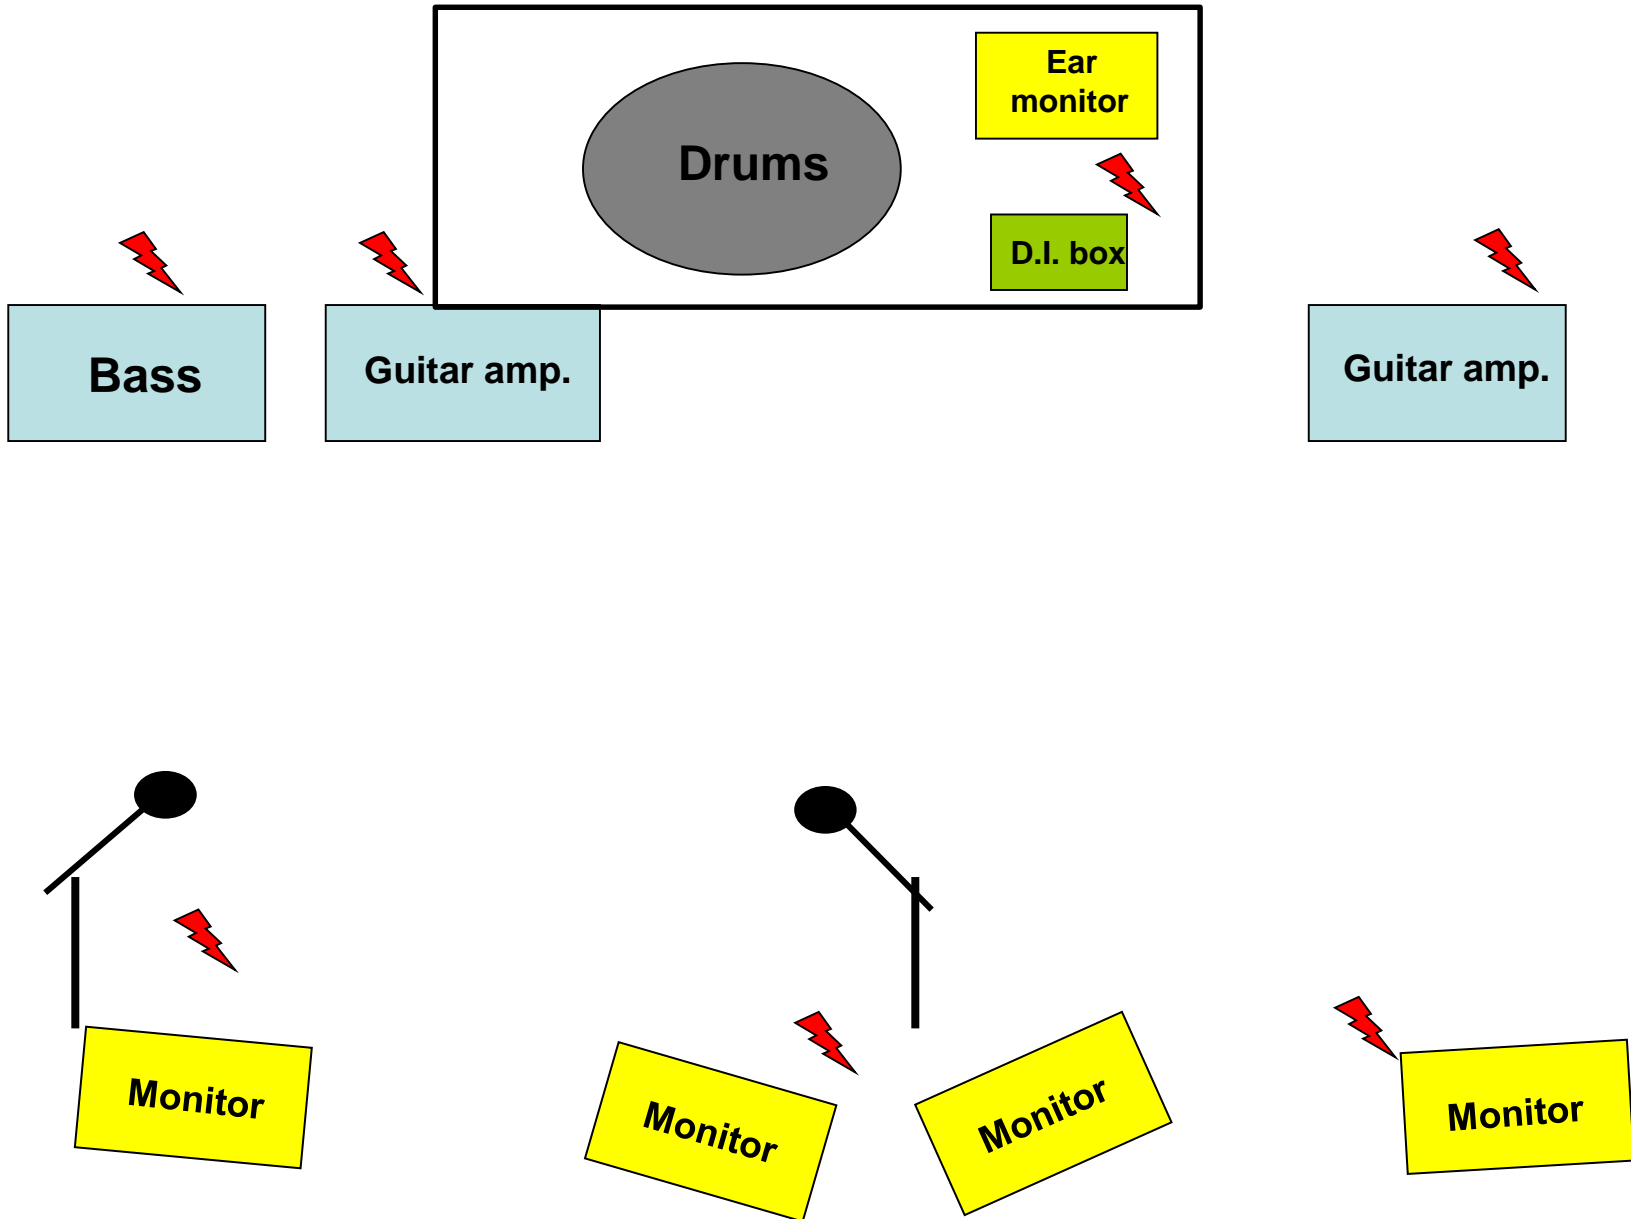 Ear
monitor
Drums
D.I. box
Bass
Guitar amp.
Guitar amp.
Monitor
Monitor
Monitor
Monitor